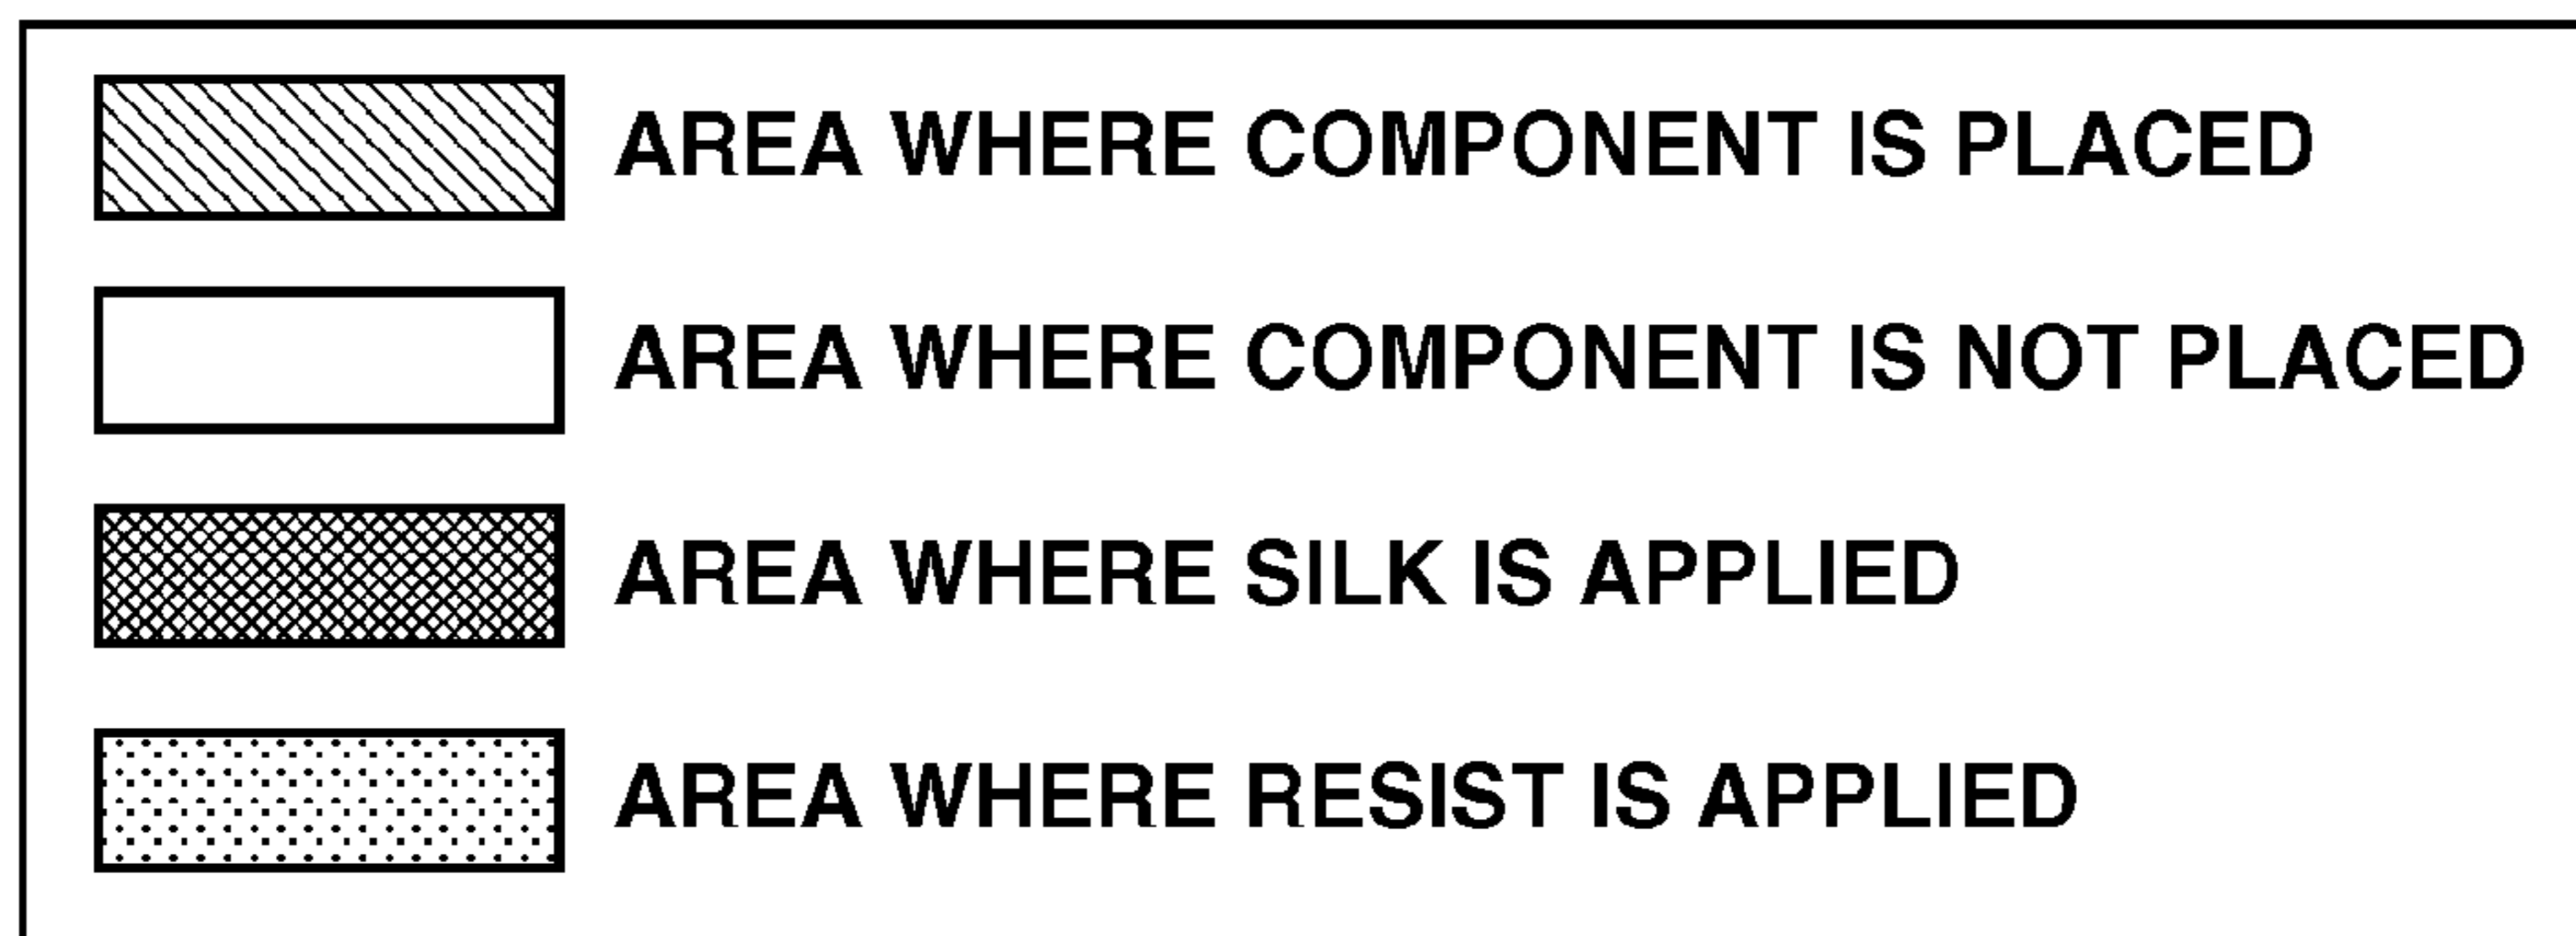 AREA WHERE COMPONENT IS PLACED
AREA WHERE COMPONENT IS NOT PLACED
AREA WHERE SILK IS APPLIED
AREA WHERE RESIST IS APPLIED